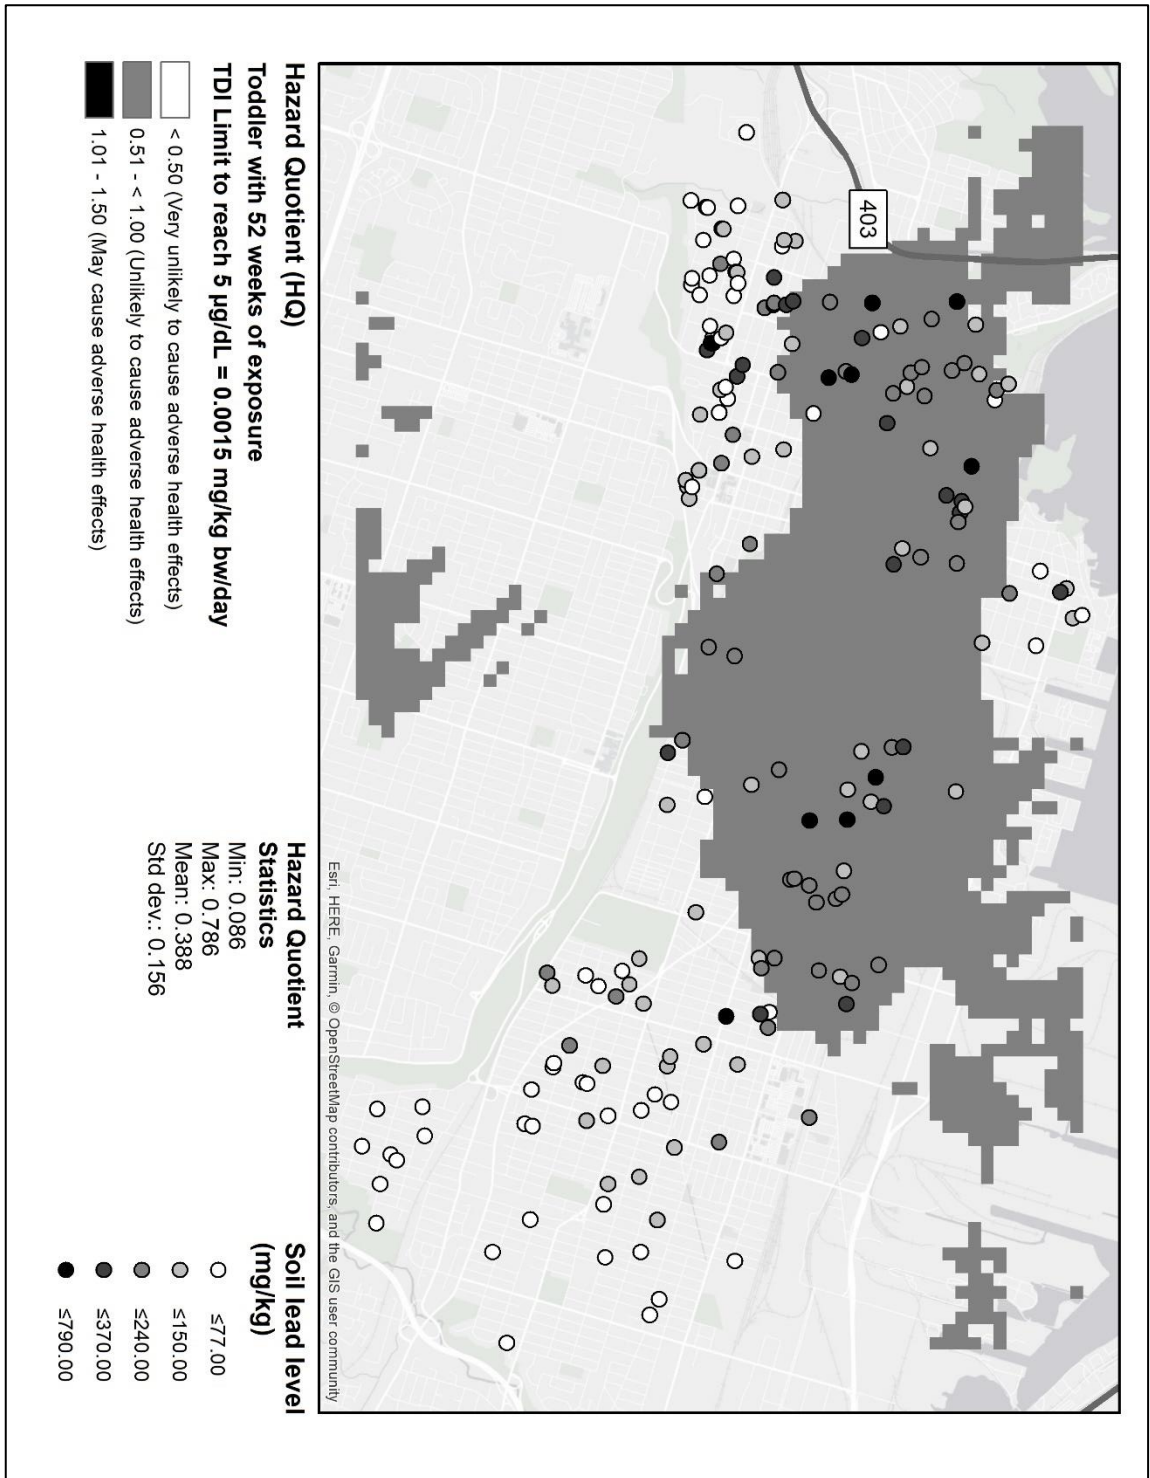 403
Esri, HERE, Garmin, © OpenStreetMap contributors, and the GIS user community
Hazard Quotient (HQ)
Toddler with 52 weeks of exposure
TDI Limit to reach 5 µg/dL = 0.0015 mg/kg bw/day
< 0.50 (Very unlikely to cause adverse health effects)
0.51 - < 1.00 (Unlikely to cause adverse health effects)
1.01 - 1.50 (May cause adverse health effects)
Hazard Quotient
Statistics
Min: 0.086
Max: 0.786
Mean: 0.388
Std dev.: 0.156
Soil lead level
(mg/kg)
≤77.00
≤150.00
≤240.00
≤370.00
≤790.00